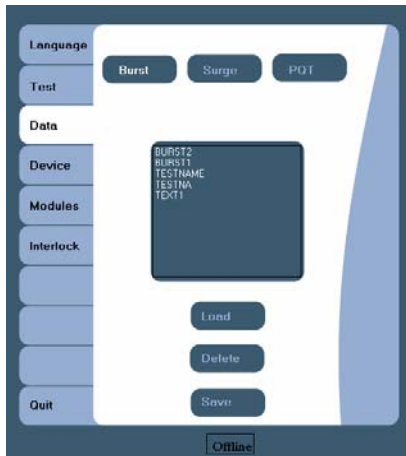 Language
Test
Data
Device
Modules
Interlock
Quit
Burst Surge PQT
BURST2
BURST1
TESTNAME
TESTNA
TEXT1
Load
Delete
Save
Offline